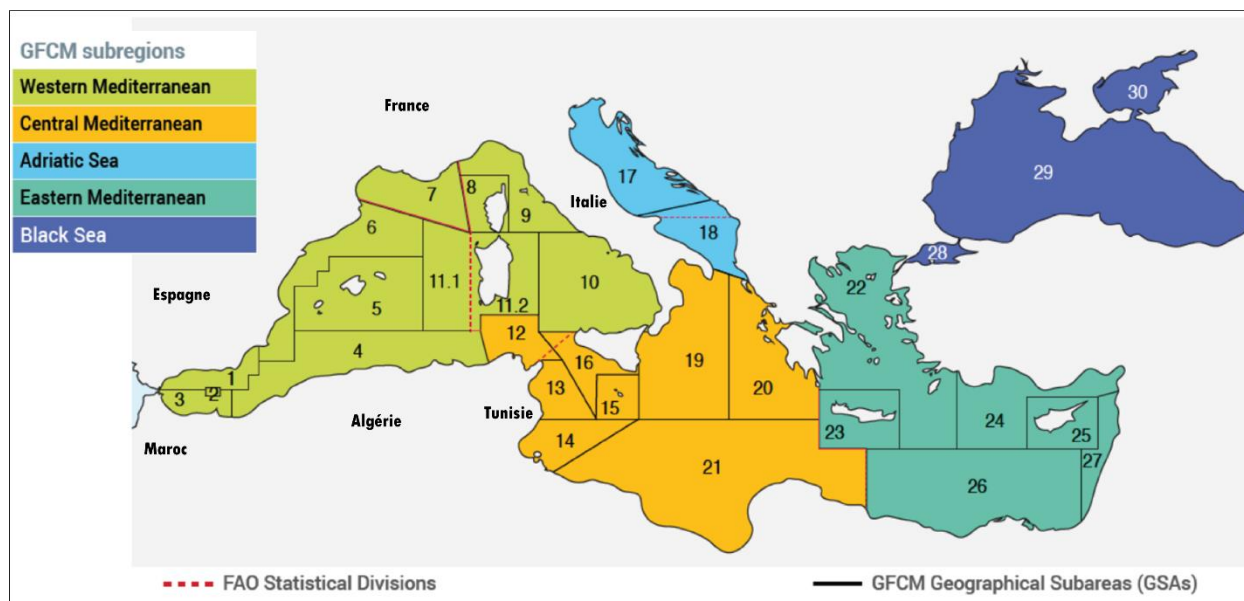 GFCM subregions
Western Mediterranean
Central Mediterranean
Adriatic Sea
Eastern Mediterranean
Black Sea
France
Italie
Espagne
Maroc
Algérie
Tunisie
1
2
3
4
5
6
7
8
9
10
11.1
11.2
12
13
14
15
16
17
18
19
20
21
22
23
24
25
26
27
28
29
30
FAO Statistical Divisions
GFCM Geographical Subareas (GSAs)